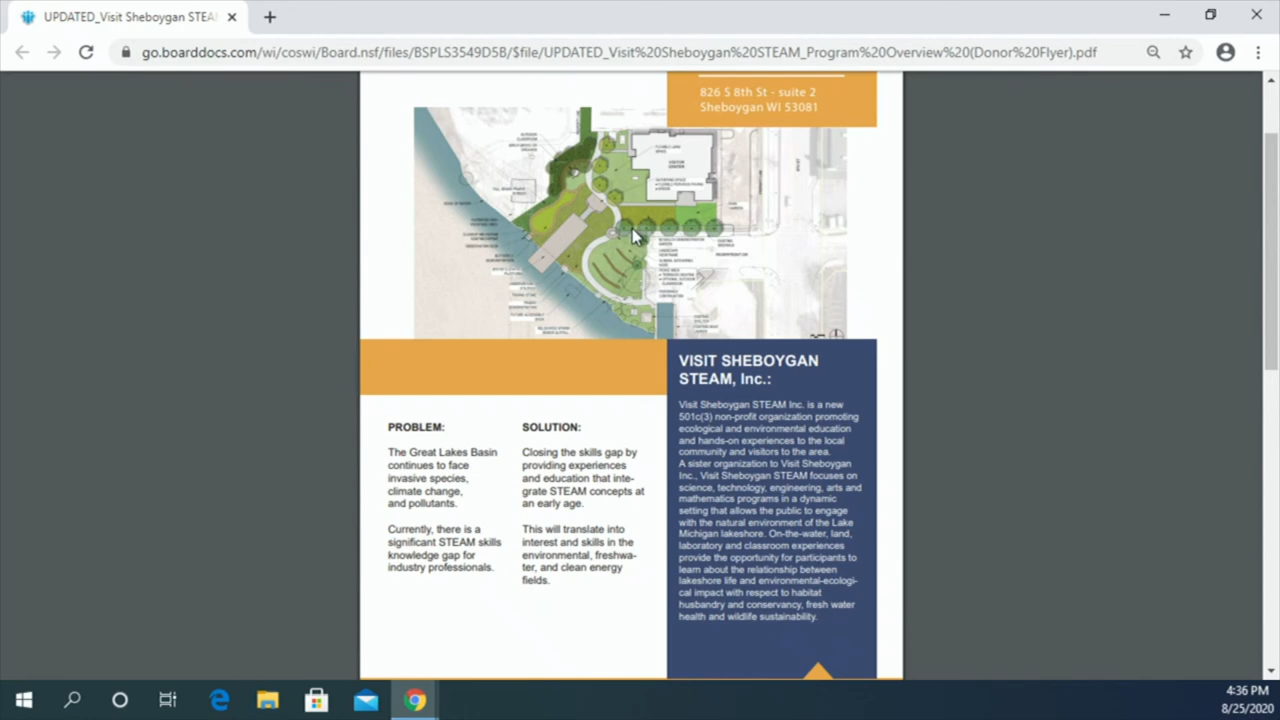 UPDATED_Visit Sheboygan STEA
go.boarddocs.com/wi/coswi/Board.nsf/files/BSPLS3549D5B/$file/UPDATED_Visit%20Sheboygan%20STEAM_Program%20Overview%20(Donor%20Flyer).pdf
826 S 8th St - suite 2
Sheboygan WI 53081
VISIT SHEBOYGAN
STEAM, Inc.:
PROBLEM:
The Great Lakes Basin
continues to face
invasive species,
climate change,
and pollutants.
Currently, there is a
significant STEAM skills
knowledge gap for
industry professionals.
SOLUTION:
Closing the skills gap by
providing experiences
and education that inte-
grate STEAM concepts at
an early age.
This will translate into
interest and skills in the
environmental, freshwa-
ter, and clean energy
fields.
Visit Sheboygan STEAM Inc. is a new
501c(3) non-profit organization promoting
ecological and environmental education
and hands-on experiences to the local
community and visitors to the area.
A sister organization to Visit Sheboygan
Inc., Visit Sheboygan STEAM focuses on
science, technology, engineering, arts and
mathematics programs in a dynamic
setting that allows the public to engage
with the natural environment of the Lake
Michigan lakeshore. On-the-water, land,
laboratory and classroom experiences
provide the opportunity for participants to
learn about the relationship between
lakeshore life and environmental-ecologi-
cal impact with respect to habitat
husbandry and conservancy, fresh water
health and wildlife sustainability.
4:36 PM
8/25/2020